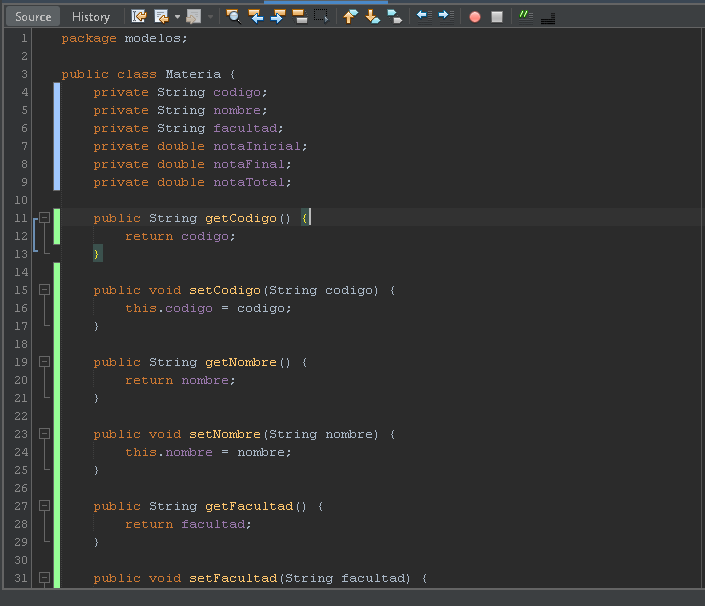 Source History
1 package modelos;
2
3 public class Materia {
4 private String codigo;
5 private String nombre;
6 private String facultad;
7 private double notaInicial;
8 private double notaFinal;
9 private double notaTotal;
10
11 public String getCodigo() {
12 return codigo;
13 }
14
15 public void setCodigo(String codigo) {
16 this.codigo = codigo;
17 }
18
19 public String getNombre() {
20 return nombre;
21 }
22
23 public void setNombre(String nombre) {
24 this.nombre = nombre;
25 }
26
27 public String getFacultad() {
28 return facultad;
29 }
30
31 public void setFacultad(String facultad) {